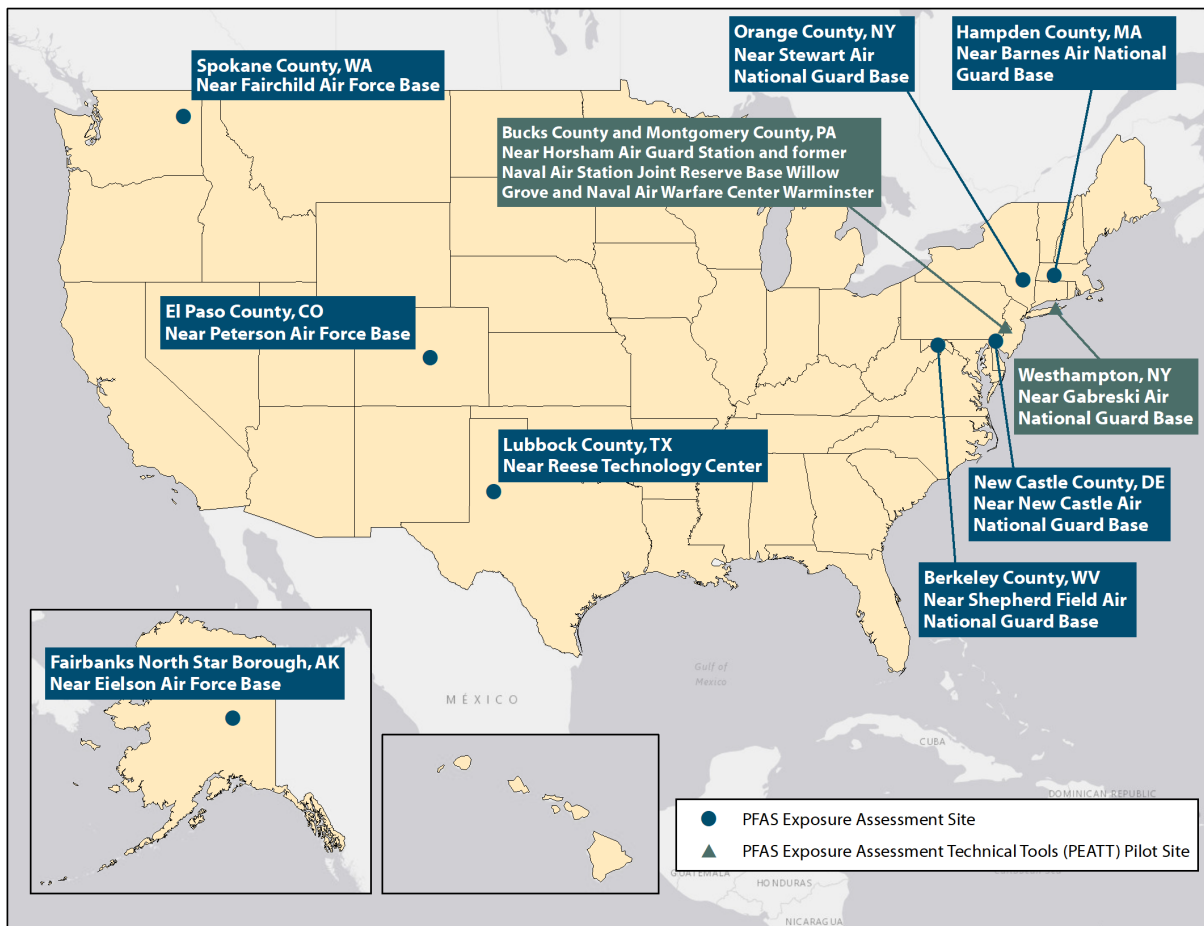 Orange County, NY
Near Stewart Air
National Guard Base
Hampden County, MA
Near Barnes Air National
Guard Base
Spokane County, WA
Near Fairchild Air Force Base
Bucks County and Montgomery County, PA
Near Horsham Air Guard Station and former
Naval Air Station Joint Reserve Base Willow
Grove and Naval Air Warfare Center Warminster
El Paso County, CO
Near Peterson Air Force Base
Westhampton, NY
Near Gabreski Air
National Guard Base
Lubbock County, TX
Near Reese Technology Center
New Castle County, DE
Near New Castle Air
National Guard Base
Berkeley County, WV
Near Shepherd Field Air
National Guard Base
Fairbanks North Star Borough, AK
Near Eielson Air Force Base
Gulf of
Mexico
MÉXICO
CUBA
DOMINICAN REPUBLIC
PFAS Exposure Assessment Site
PFAS Exposure Assessment Technical Tools (PEATT) Pilot Site
GUATEMALA
HONDURAS
NICARAGUA